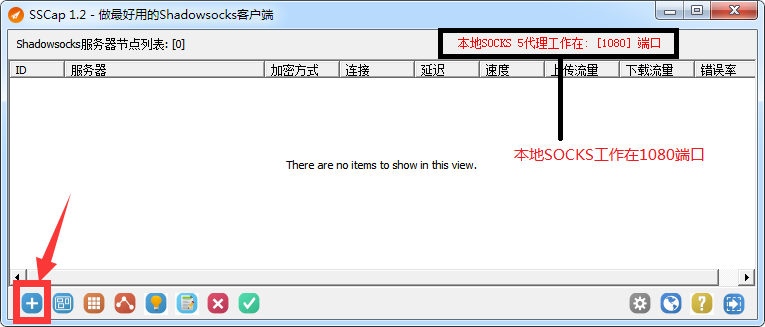 SSCap 1.2 - 做最好用的Shadowsocks客户端
Shadowsocks服务器节点列表: [0]
本地SOCKS 5代理工作在: [1080] 端口
ID 服务器 加密方式 连接 延迟 速度 上传流量 下载流量 错误率
There are no items to show in this view.
本地SOCKS工作在1080端口